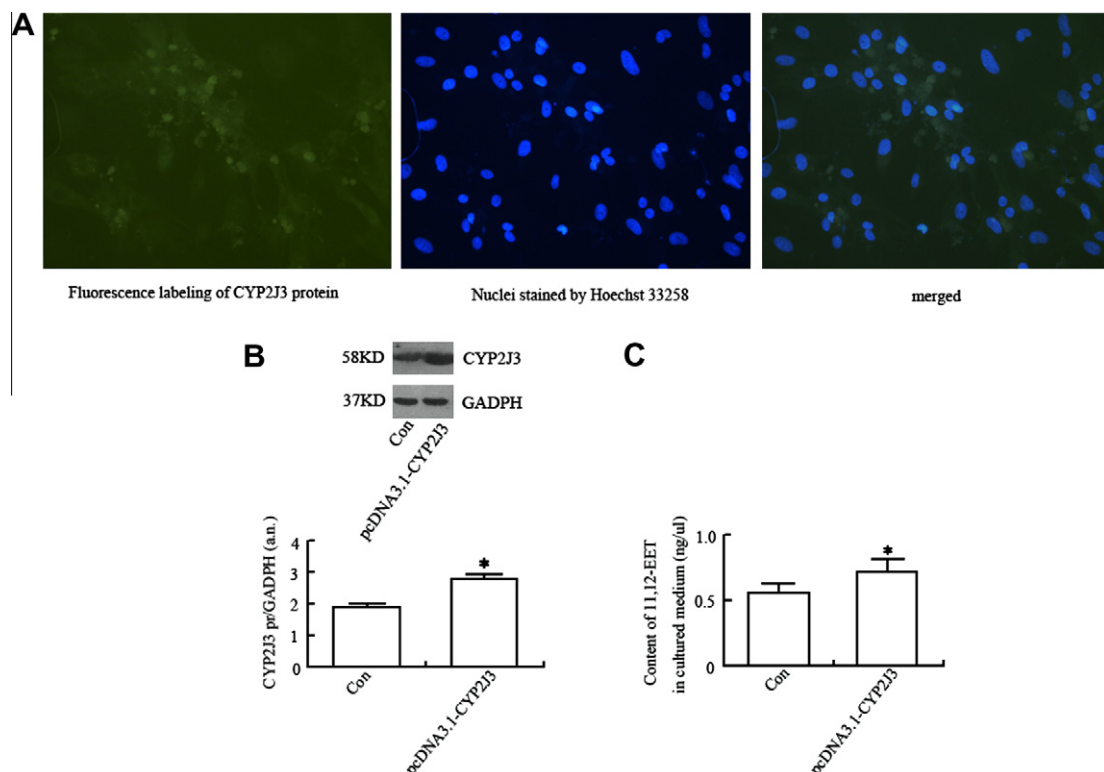 A
Fluorescence labeling of CYP2J3 protein
Nuclei stained by Hoechst 33258
merged
B
58KD
CYP2J3
37KD
GADPH
Con
pcDNA3.1-CYP2J3
CYP2J3 pr/GADPH (a.n.)
4
3
2
1
0
*
Con
pcDNA3.1-CYP2J3
C
Content of 11,12-EET
in cultured medium (ng/ul)
1.0
0.5
0
*
Con
pcDNA3.1-CYP2J3